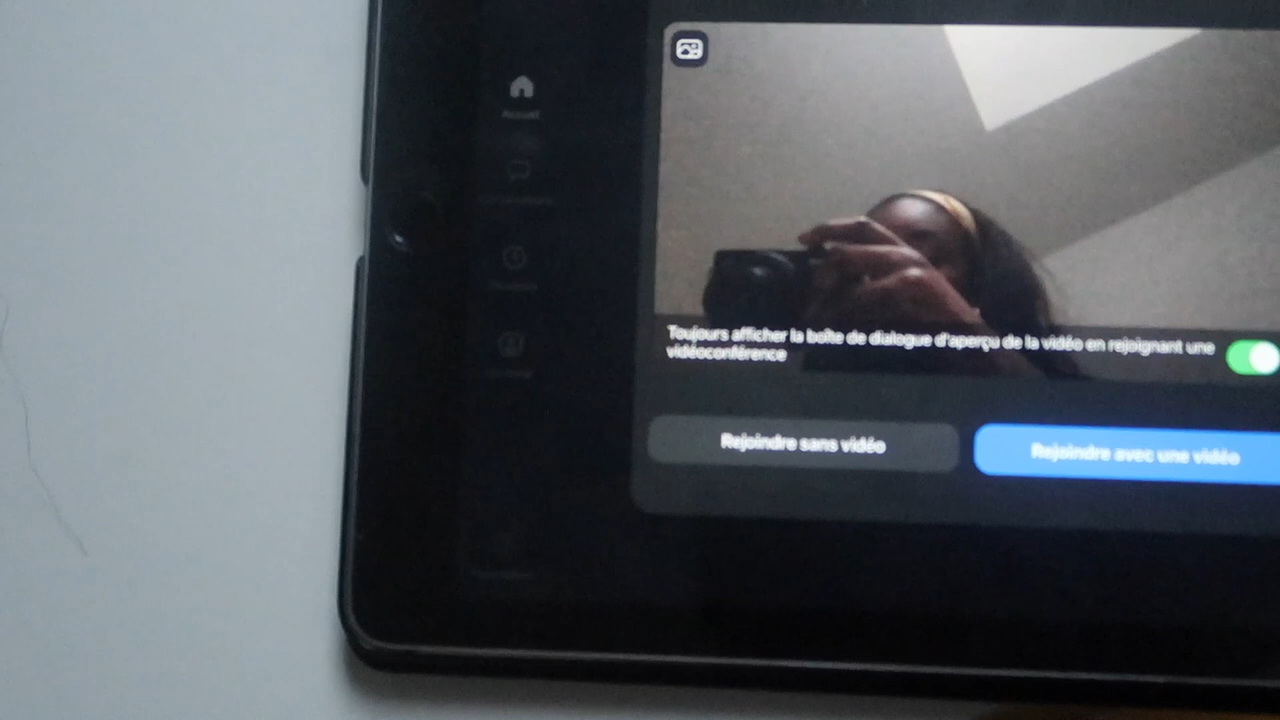 Accueil
Toujours afficher la boîte de dialogue d'aperçu de la vidéo en rejoignant une
vidéoconférence
Rejoindre sans vidéo
Rejoindre avec une vidéo